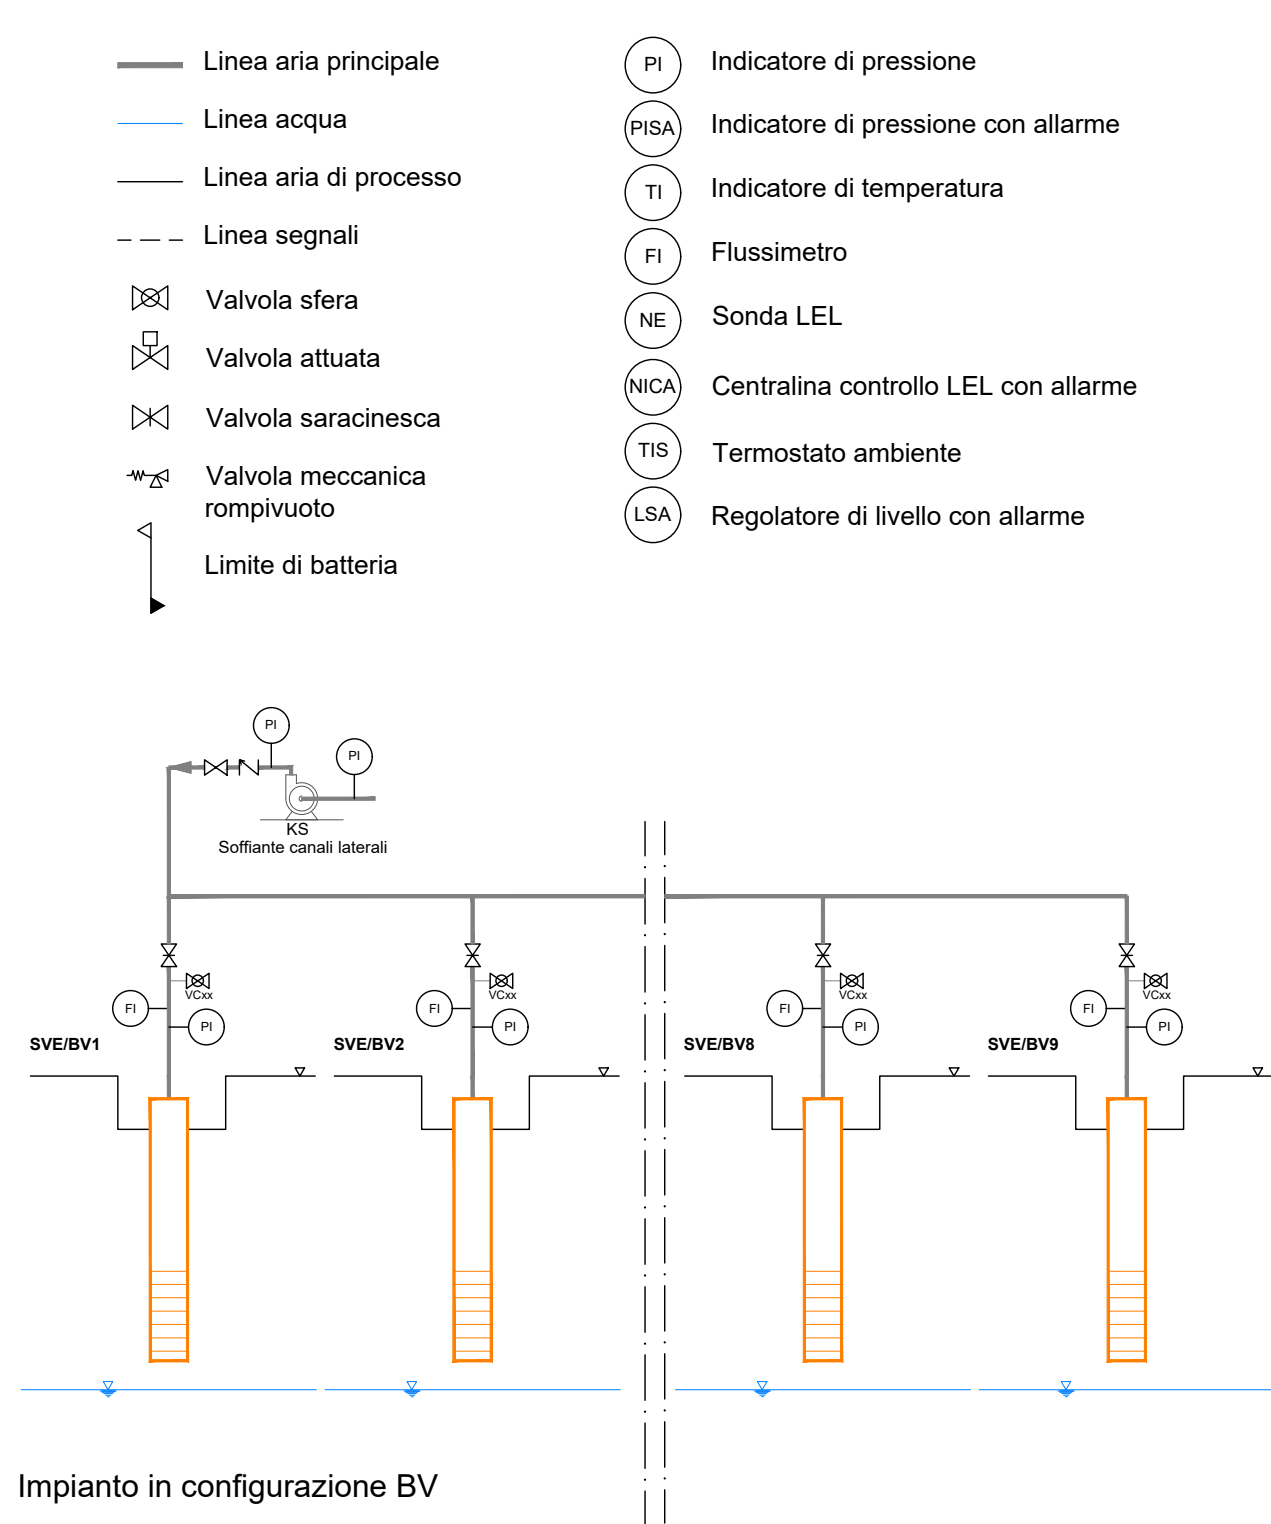 Linea aria principale
Linea acqua
Linea aria di processo
Linea segnali
Valvola sfera
Valvola attuata
Valvola saracinesca
Valvola meccanica
rompivuoto
Limite di batteria
PI Indicatore di pressione
PISA Indicatore di pressione con allarme
TI Indicatore di temperatura
FI Flussimetro
NE Sonda LEL
NICA Centralina controllo LEL con allarme
TIS Termostato ambiente
LSA Regolatore di livello con allarme
PI
PI
KS
Soffiante canali laterali
VCxx
FI
PI
SVE/BV1
VCxx
FI
PI
SVE/BV2
VCxx
FI
PI
SVE/BV8
VCxx
FI
PI
SVE/BV9
Impianto in configurazione BV